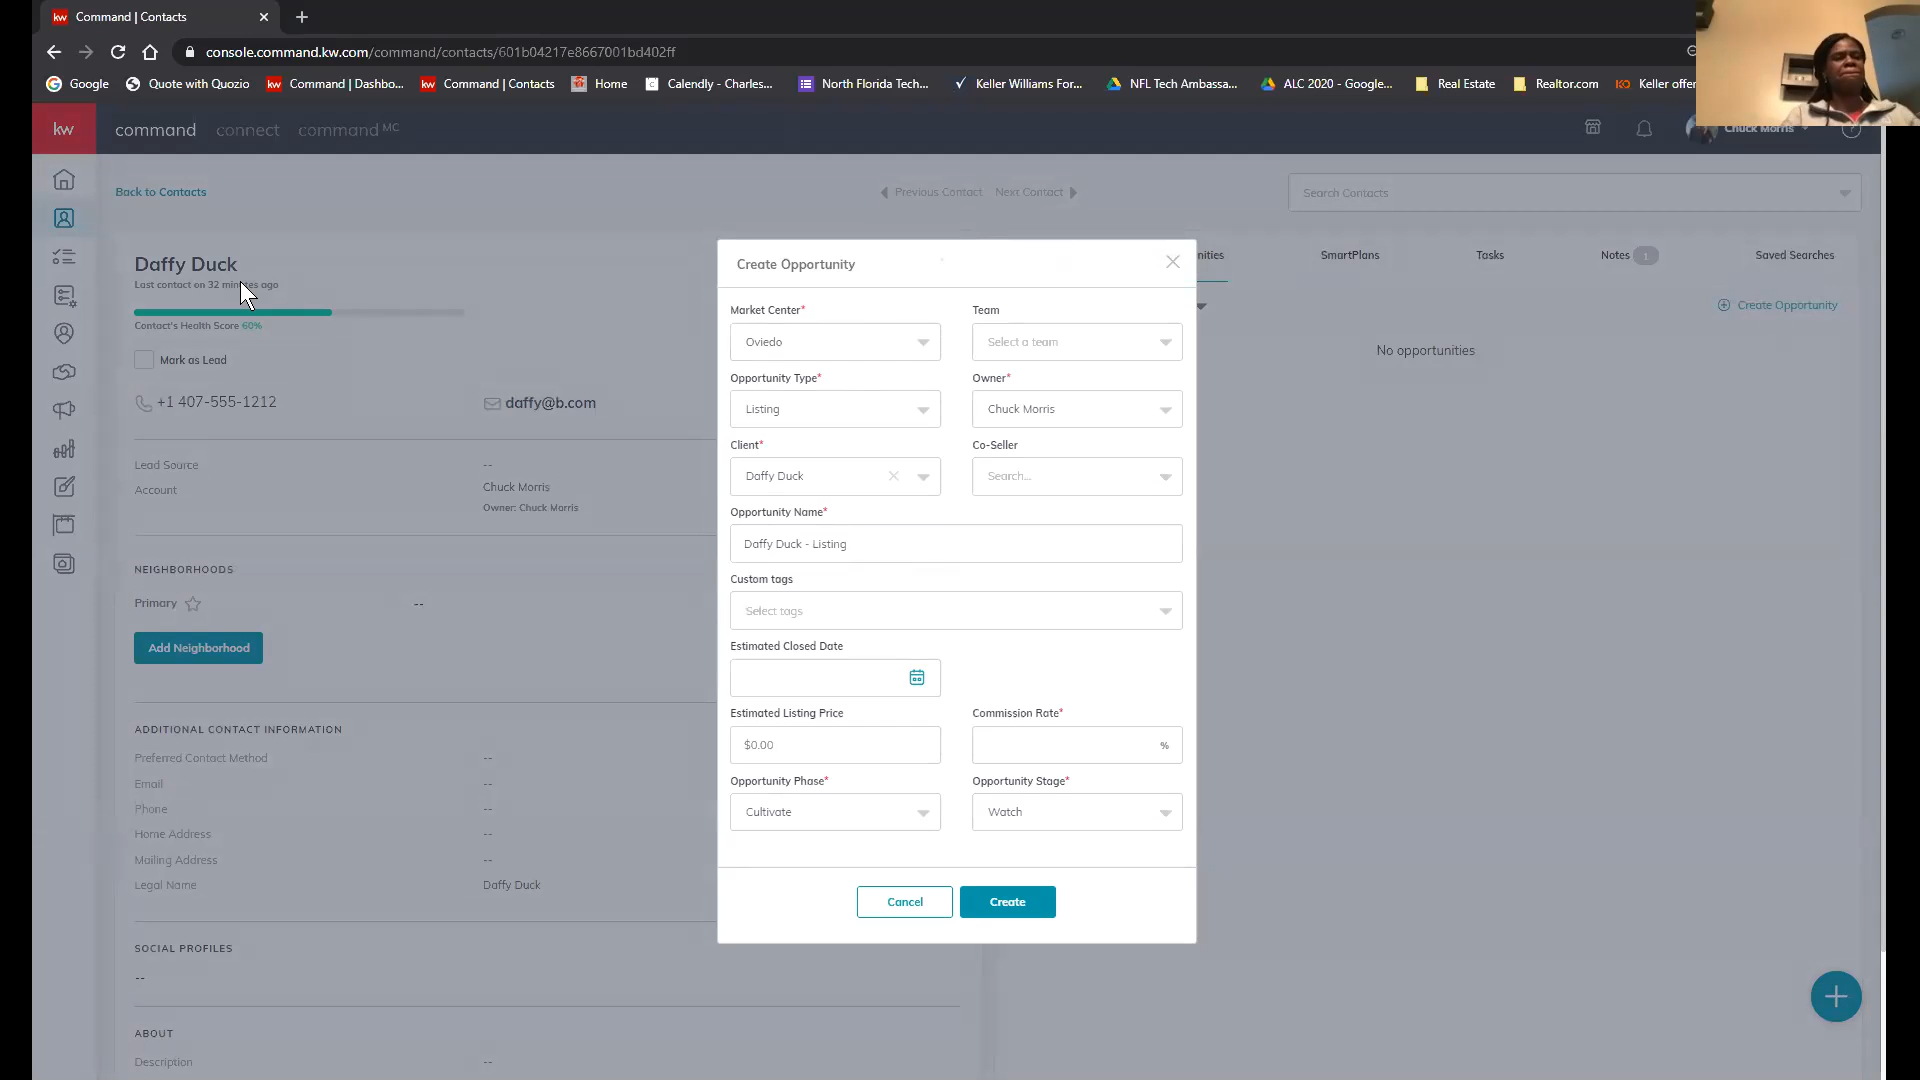 kw Command | Contacts
console.command.kw.com/command/contacts/601b04217e8667001bd402ff
Google Quote with Quozio kw Command | Dashbo... kw Command | Contacts Home Calendly - Charles... North Florida Tech... Keller Williams For... NFL Tech Ambassa... ALC 2020 - Google... Real Estate Realtor.com KO Keller offer
kw command connect command MC Chuck Morris
Back to Contacts Previous Contact Next Contact Search Contacts
Daffy Duck
Last contact on 32 minutes ago
Contact's Health Score 60%
Mark as Lead
+1 407-555-1212 daffy@b.com
Lead Source --
Account Chuck Morris
Owner: Chuck Morris
NEIGHBORHOODS
Primary --
Add Neighborhood
ADDITIONAL CONTACT INFORMATION
Preferred Contact Method --
Email --
Phone --
Home Address --
Mailing Address --
Legal Name Daffy Duck
SOCIAL PROFILES
--
ABOUT
Description --
Create Opportunity
Market Center* Team
Oviedo Select a team
Opportunity Type* Owner*
Listing Chuck Morris
Client* Co-Seller
Daffy Duck Search...
Opportunity Name*
Daffy Duck - Listing
Custom tags
Select tags
Estimated Closed Date
Estimated Listing Price Commission Rate*
$0.00 %
Opportunity Phase* Opportunity Stage*
Cultivate Watch
Cancel Create
nities SmartPlans Tasks Notes 1 Saved Searches
Create Opportunity
No opportunities